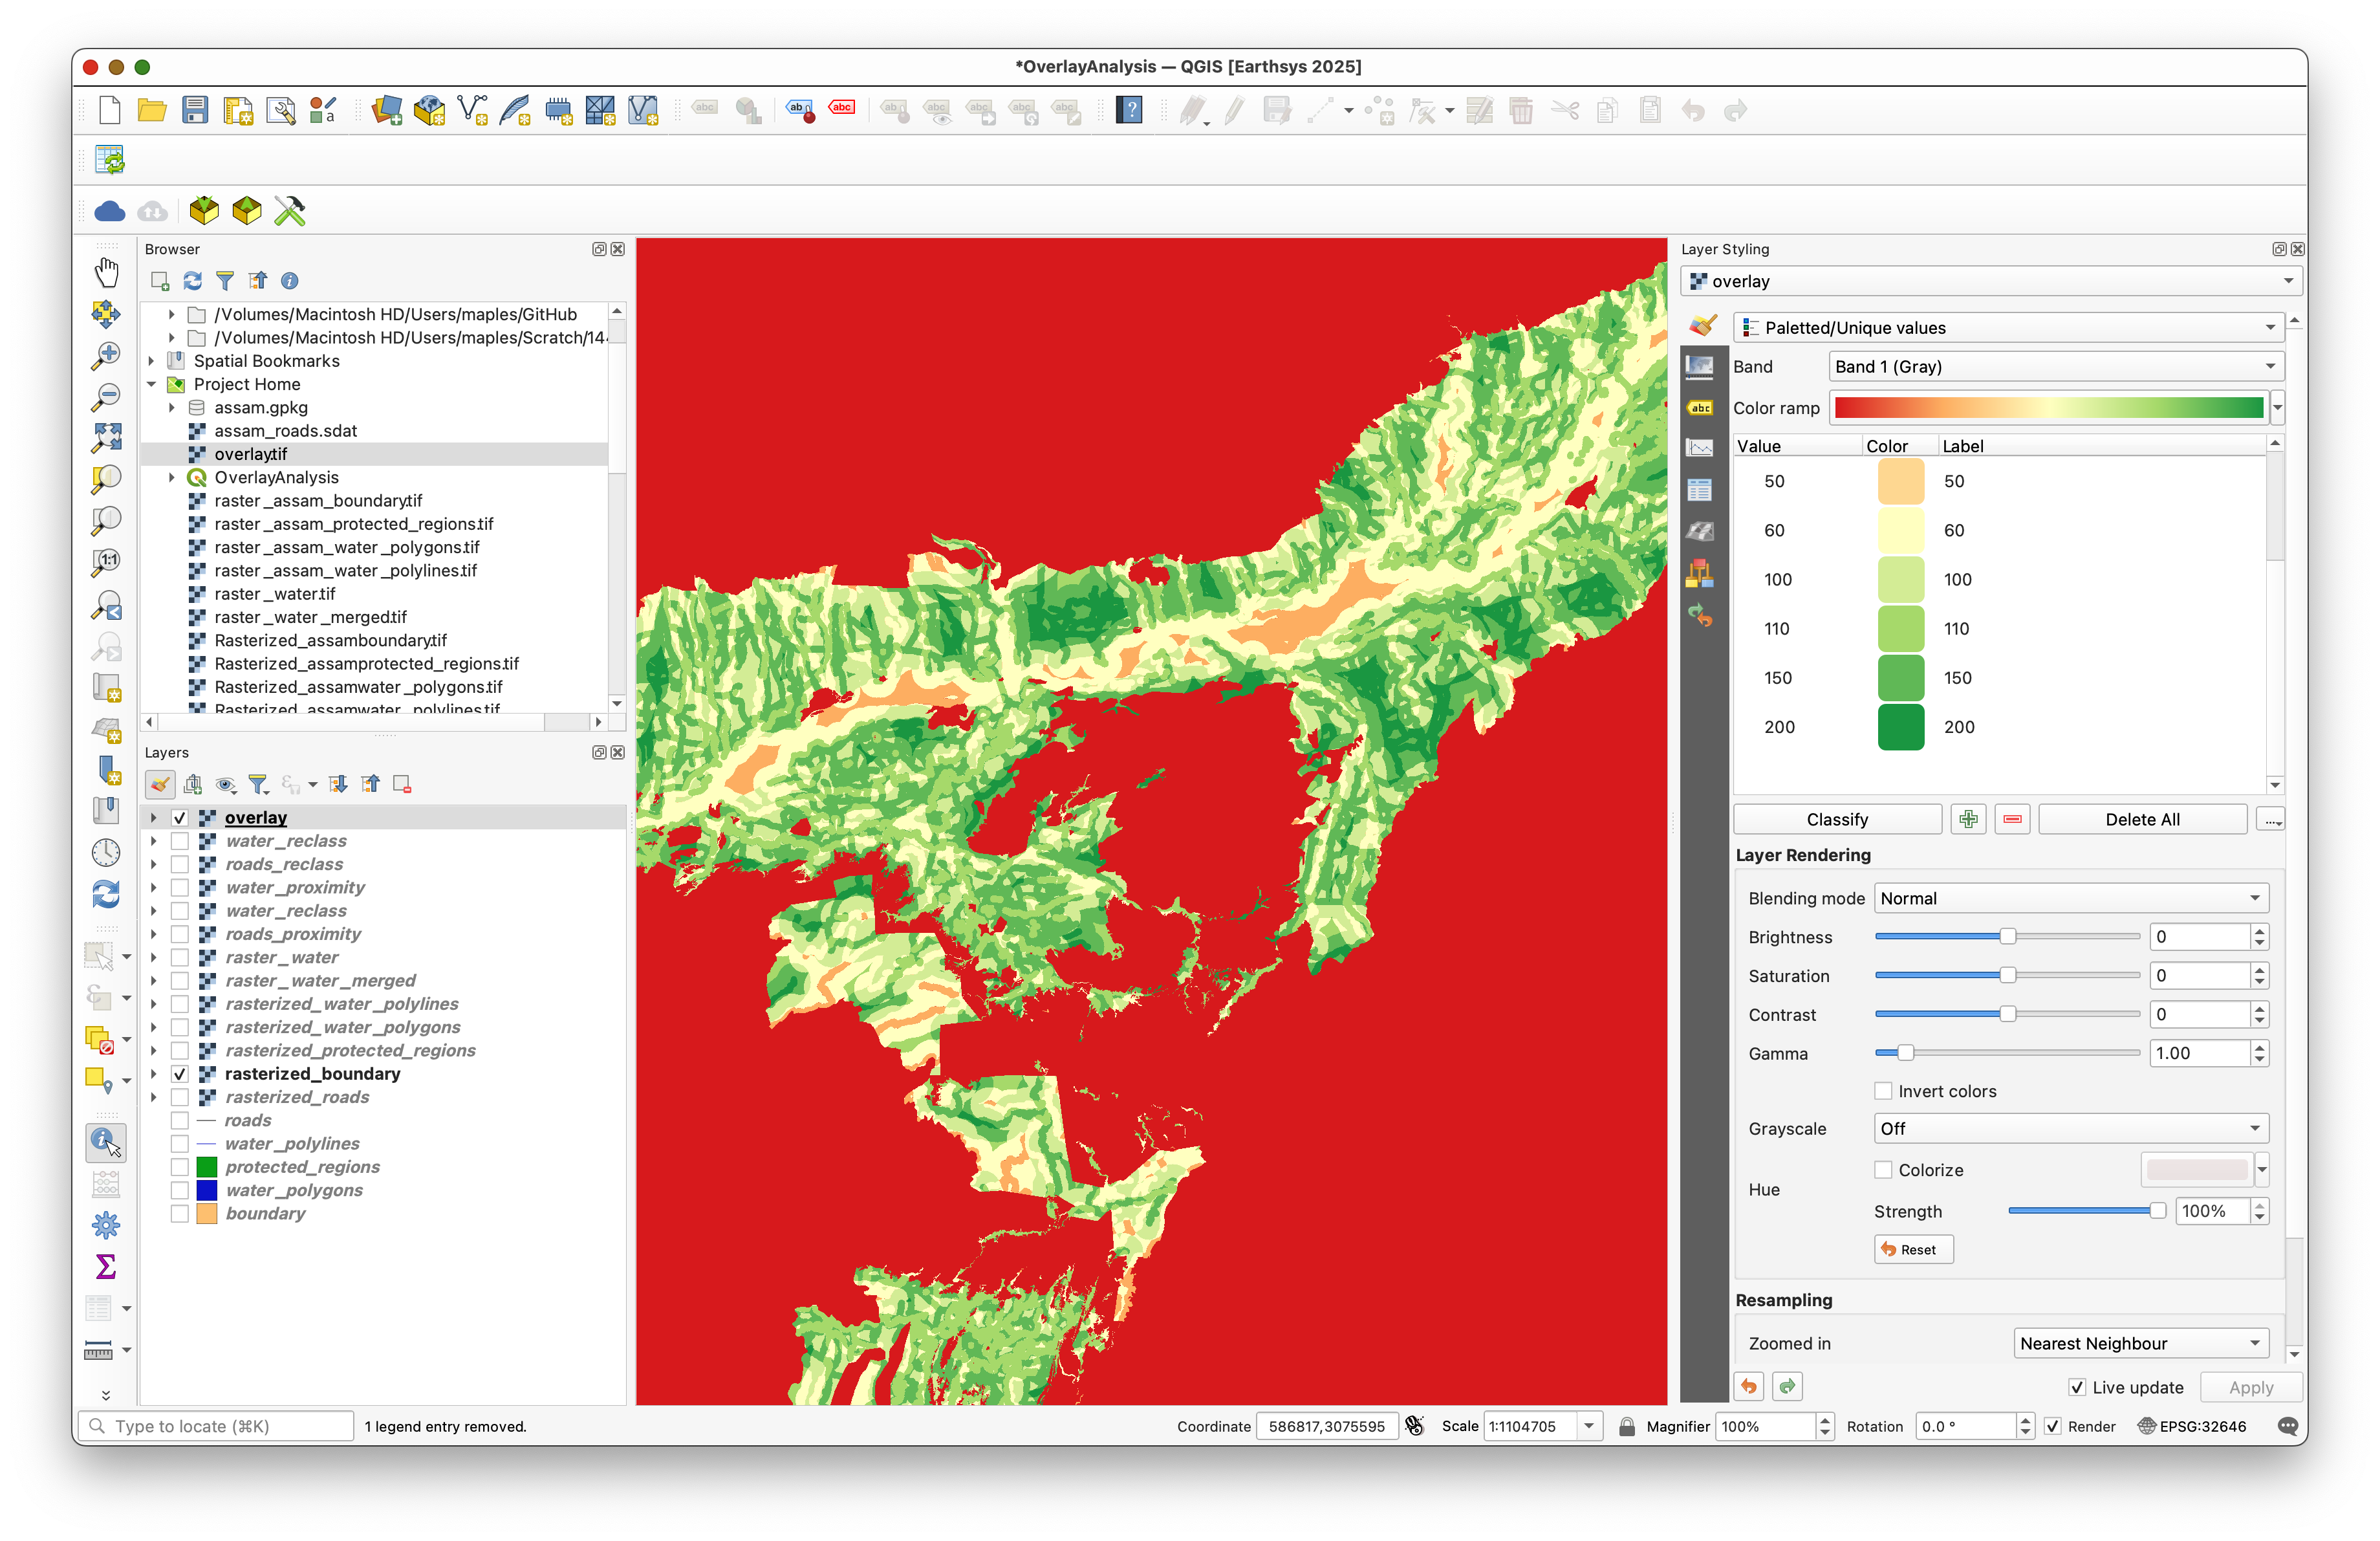 *OverlayAnalysis — QGIS [Earthsys 2025]
Browser
/Volumes/Macintosh HD/Users/maples/GitHub
/Volumes/Macintosh HD/Users/maples/Scratch/14
Spatial Bookmarks
Project Home
assam.gpkg
assam_roads.sdat
overlay.tif
OverlayAnalysis
raster_assam_boundary.tif
raster_assam_protected_regions.tif
raster_assam_water_polygons.tif
raster_assam_water_polylines.tif
raster_water.tif
raster_water_merged.tif
Rasterized_assamboundary.tif
Rasterized_assamprotected_regions.tif
Rasterized_assamwater_polygons.tif
Rasterized_assamwater_polylines.tif
Layers
overlay
water_reclass
roads_reclass
water_proximity
water_reclass
roads_proximity
raster_water
raster_water_merged
rasterized_water_polylines
rasterized_water_polygons
rasterized_protected_regions
rasterized_boundary
rasterized_roads
roads
water_polylines
protected_regions
water_polygons
boundary
Layer Styling
overlay
Paletted/Unique values
Band Band 1 (Gray)
Color ramp
Value Color Label
50 50
60 60
100 100
110 110
150 150
200 200
Classify Delete All ...
Layer Rendering
Blending mode Normal
Brightness 0
Saturation 0
Contrast 0
Gamma 1.00
Invert colors
Grayscale Off
Colorize
Hue
Strength 100%
Reset
Resampling
Zoomed in Nearest Neighbour
Live update Apply
Type to locate (⌘K) 1 legend entry removed. Coordinate 586817,3075595 Scale 1:1104705 Magnifier 100% Rotation 0.0 ° Render EPSG:32646